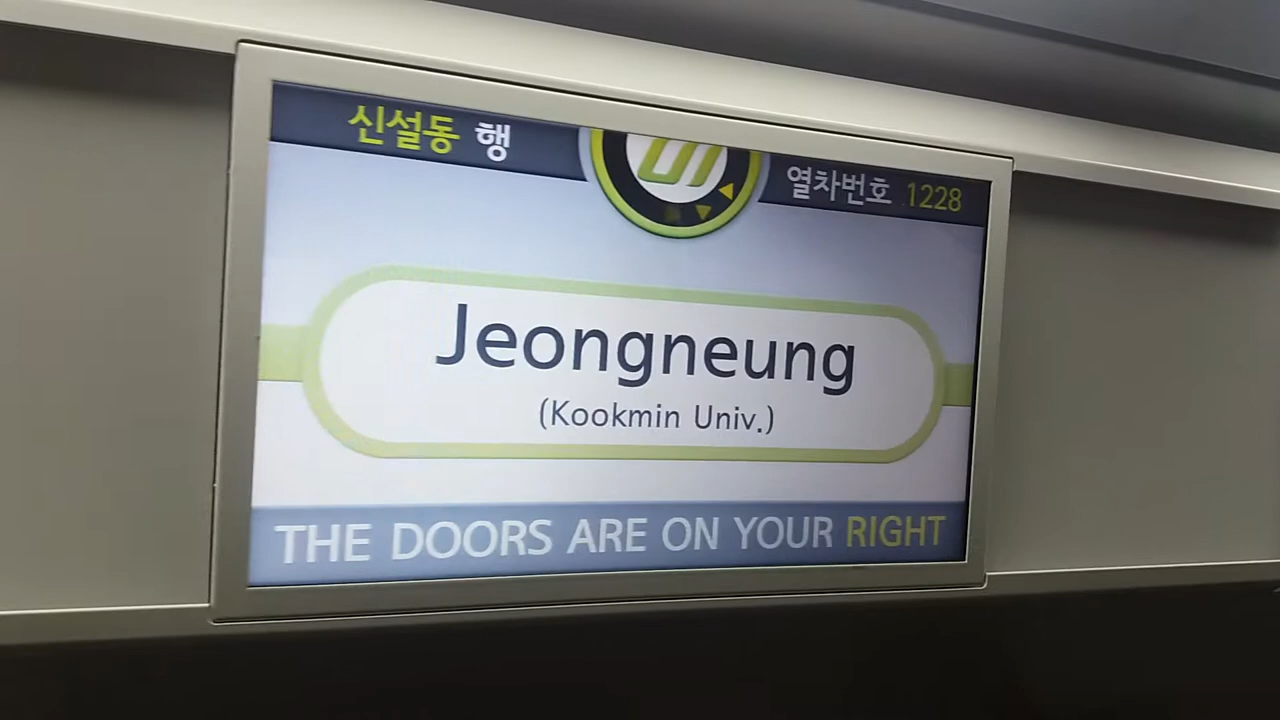 신설동 행
열차번호 1228
Jeongneung
(Kookmin Univ.)
THE DOORS ARE ON YOUR RIGHT